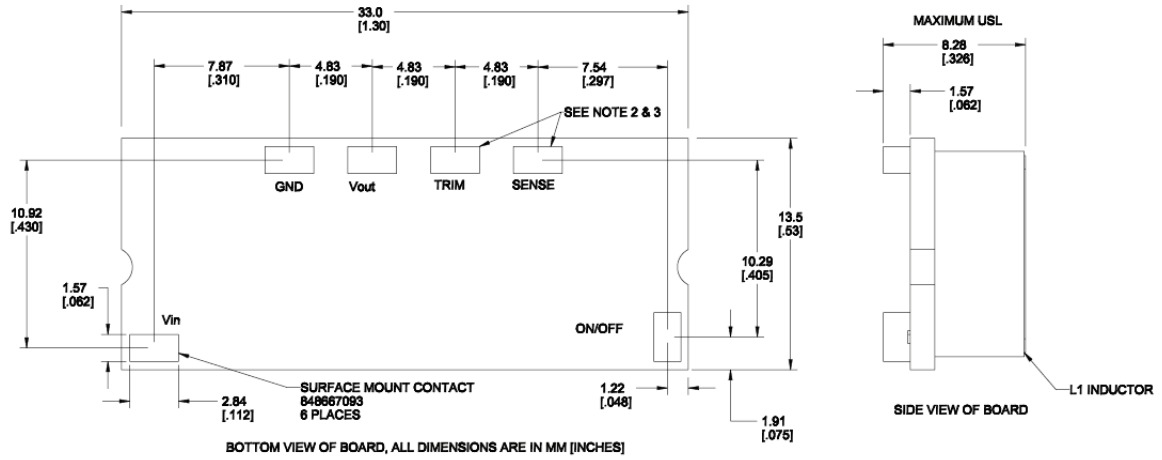 33.0
[1.30]
7.87
[.310]
4.83
[.190]
4.83
[.190]
4.83
[.190]
7.54
[.297]
SEE NOTE 2 & 3
GND
Vout
TRIM
SENSE
10.92
[.430]
13.5
[.53]
10.29
[.405]
1.57
[.062]
Vin
ON/OFF
SURFACE MOUNT CONTACT
848667093
6 PLACES
2.84
[.112]
1.22
[.048]
1.91
[.075]
BOTTOM VIEW OF BOARD, ALL DIMENSIONS ARE IN MM [INCHES]
MAXIMUM USL
8.28
[.326]
1.57
[.062]
L1 INDUCTOR
SIDE VIEW OF BOARD